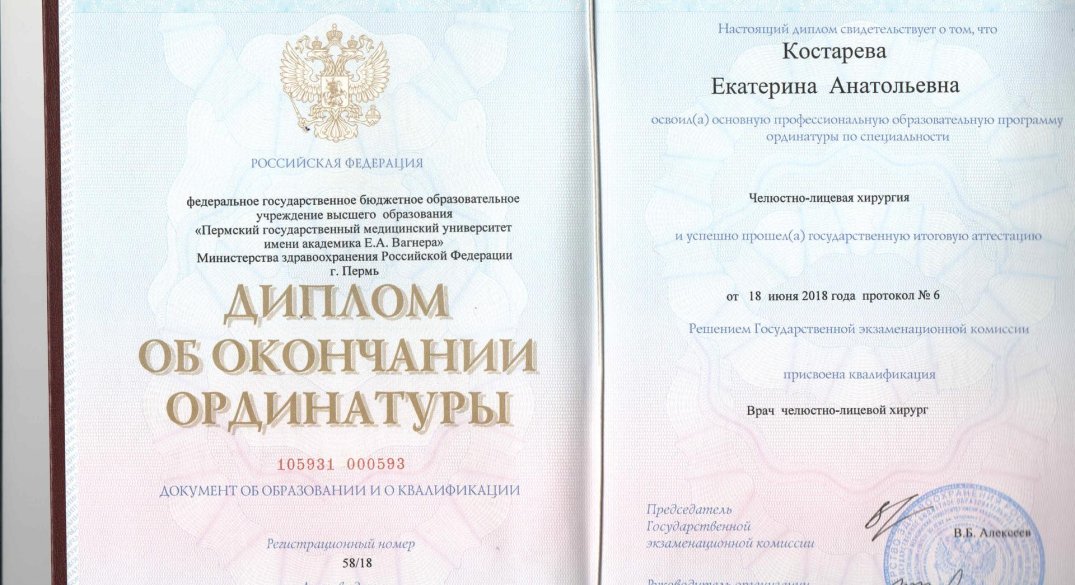 РОССИЙСКАЯ ФЕДЕРАЦИЯ
федеральное государственное бюджетное образовательное
учреждение высшего образования
«Пермский государственный медицинский университет
имени академика Е.А. Вагнера»
Министерства здравоохранения Российской Федерации
г. Пермь
ДИПЛОМ
ОБ ОКОНЧАНИИ
ОРДИНАТУРЫ
105931 000593
ДОКУМЕНТ ОБ ОБРАЗОВАНИИ И О КВАЛИФИКАЦИИ
Регистрационный номер
58/18
Настоящий диплом свидетельствует о том, что
Костарева
Екатерина Анатольевна
освоил(а) основную профессиональную образовательную программу
ординатуры по специальности
Челюстно-лицевая хирургия
и успешно прошел(а) государственную итоговую аттестацию
от 18 июня 2018 года протокол № 6
Решением Государственной экзаменационной комиссии
присвоена квалификация
Врач челюстно-лицевой хирург
Председатель
Государственной
экзаменационной комиссии
В.Б. Алексеев
Руководитель организации